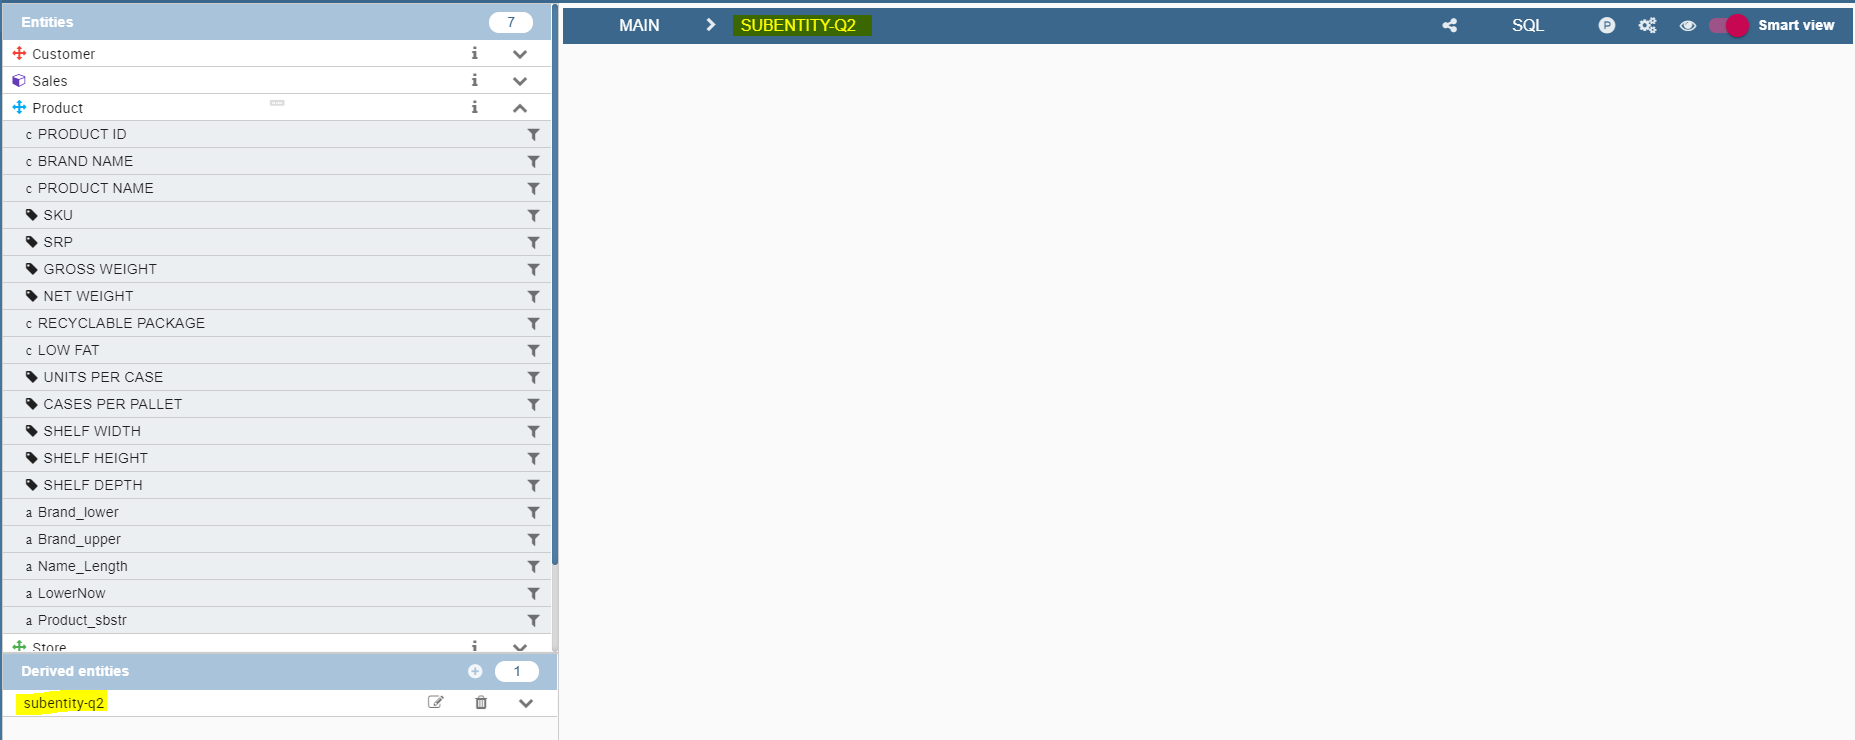 Entities 7
Customer
Sales
Product
c PRODUCT ID
c BRAND NAME
c PRODUCT NAME
SKU
SRP
GROSS WEIGHT
NET WEIGHT
c RECYCLABLE PACKAGE
c LOW FAT
UNITS PER CASE
CASES PER PALLET
SHELF WIDTH
SHELF HEIGHT
SHELF DEPTH
a Brand_lower
a Brand_upper
a Name_Length
a LowerNow
a Product_sbstr
Store
Derived entities 1
subentity-q2
MAIN SUBENTITY-Q2 SQL P Smart view